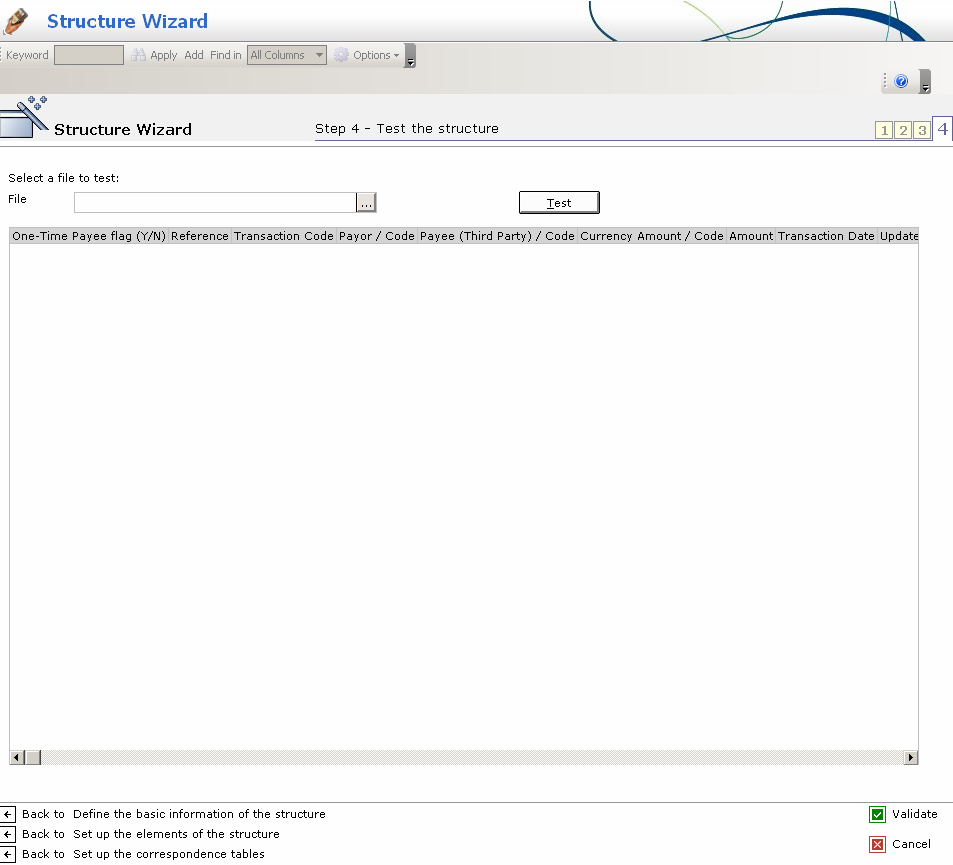 Structure Wizard
Keyword Apply Add Find in All Columns Options
Structure Wizard Step 4 - Test the structure 1 2 3 4
Select a file to test:
File ... Test
One-Time Payee flag (Y/N) Reference Transaction Code Payor / Code Payee (Third Party) / Code Currency Amount / Code Amount Transaction Date Update
Back to Define the basic information of the structure Validate
Back to Set up the elements of the structure
Back to Set up the correspondence tables Cancel